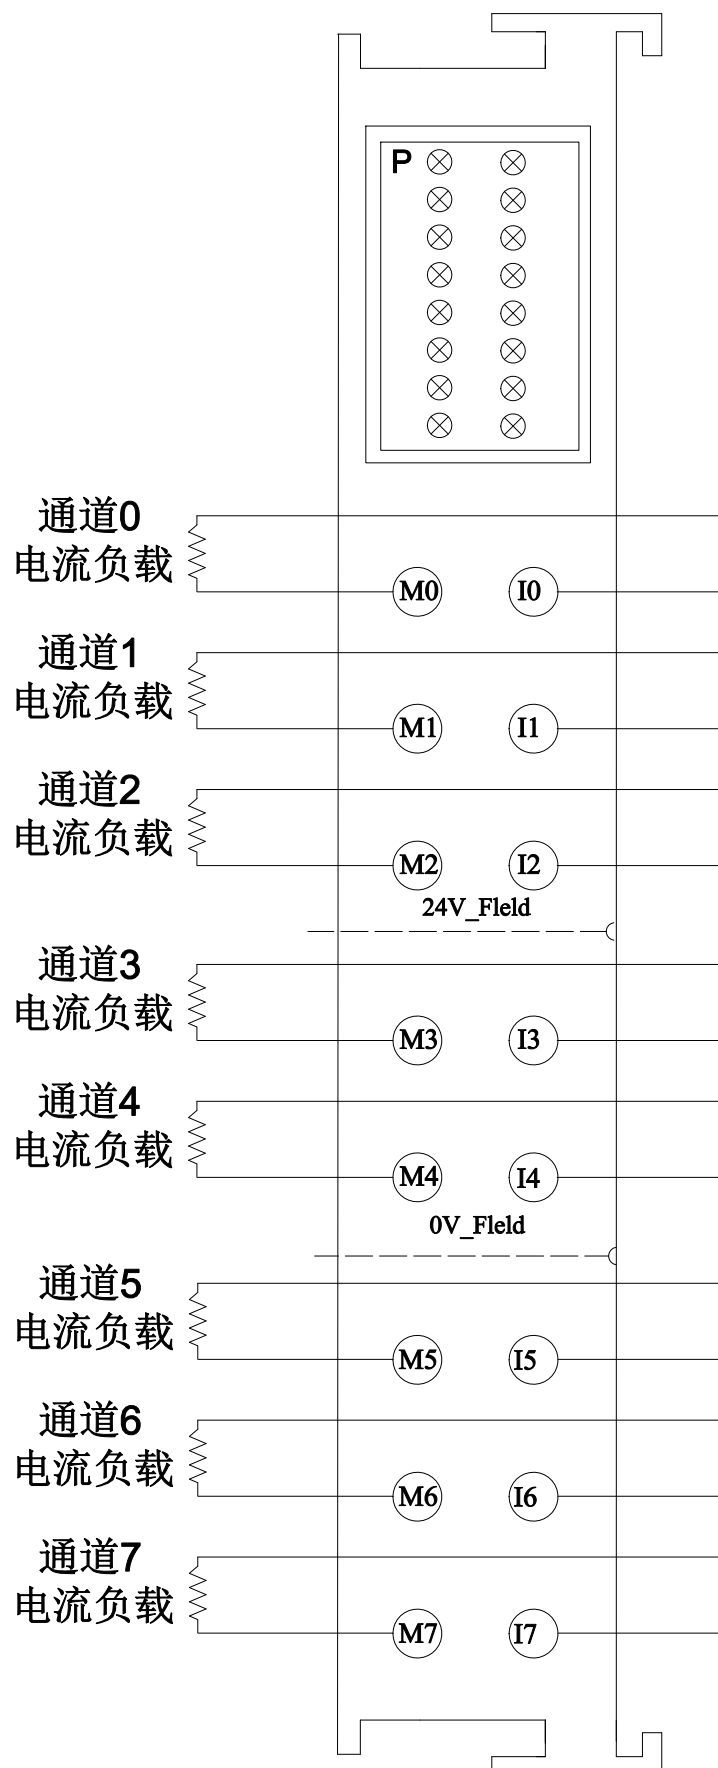 P
通道0
电流负载
M0 I0
通道1
电流负载
M1 I1
通道2
电流负载
M2 I2
24V_Fleld
通道3
电流负载
M3 I3
通道4
电流负载
M4 I4
0V_Fleld
通道5
电流负载
M5 I5
通道6
电流负载
M6 I6
通道7
电流负载
M7 I7